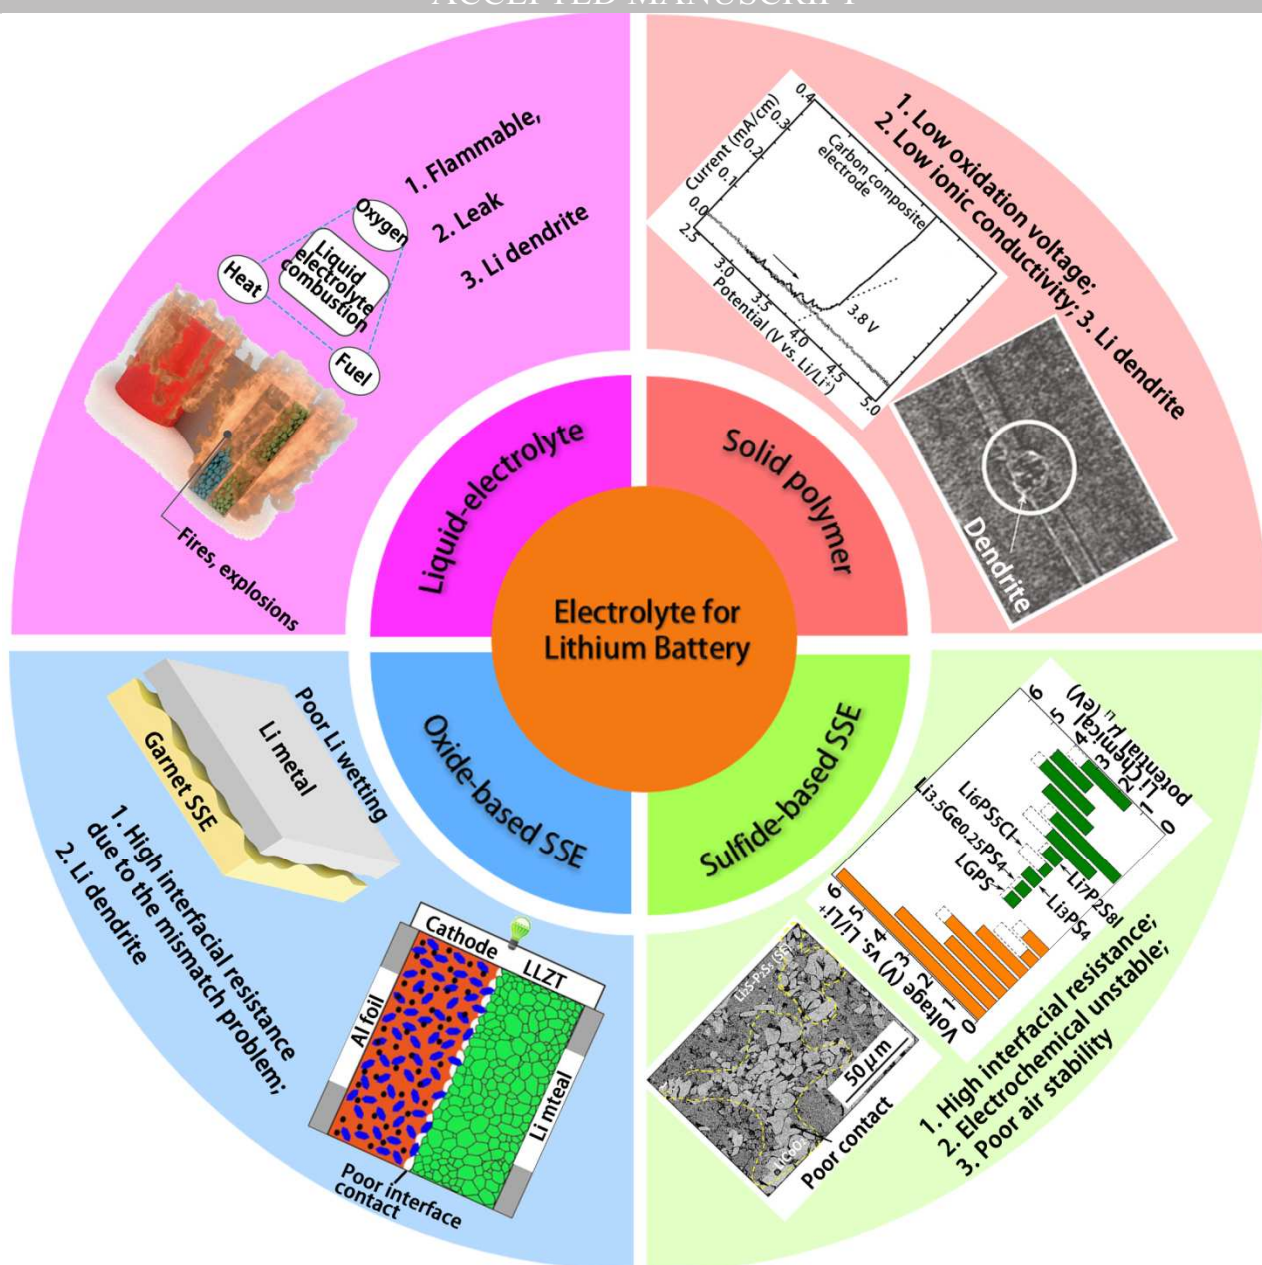 ACCEPTED MANUSCRIPT
1. Flammable,
2. Leak
3. Li dendrite
Oxygen
Heat
Liquid
electrolyte
combustion
Fuel
Fires, explosions
Liquid-electrolyte
1. Low oxidation voltage;
2. Low ionic conductivity; 3. Li dendrite
Current (mA/cm)
0.4
0.3
0.2
0.1
0.0
Carbon composite
electrode
3.8 V
2.5
3.0
3.5
4.0
4.5
5.0
Potential (V vs. Li/Li⁺)
Dendrite
Solid polymer
Electrolyte for
Lithium Battery
Oxide-based SSE
Poor Li wetting
Li metal
Garnet SSE
1. High interfacial resistance
due to the mismatch problem;
2. Li dendrite
Cathode
LLZT
Al foil
Li mteal
Poor interface
contact
Sulfide-based SSE
Li Chemical
potential μLi (eV)
6
5
4
3
2
1
0
Li6PS5Cl
Li3.5Ge0.25PS4
LGPS
Li7P2S8I
Li3PS4
6
5
4
3
2
1
0
Voltage (V) vs. Li/Li⁺
Li₂S-P₂S₅ (SE)
50 μm
LiCoO₂
Poor contact
1. High interfacial resistance;
2. Electrochemical unstable;
3. Poor air stability